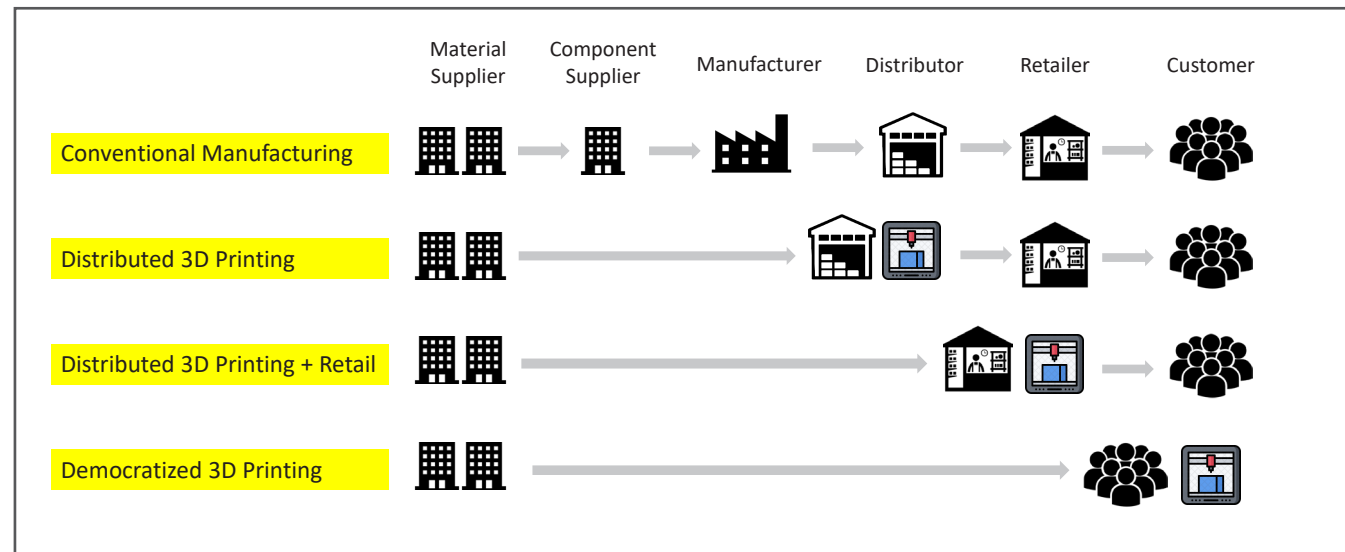 Material
Supplier
Component
Supplier
Manufacturer
Distributor
Retailer
Customer
Conventional Manufacturing
Distributed 3D Printing
Distributed 3D Printing + Retail
Democratized 3D Printing